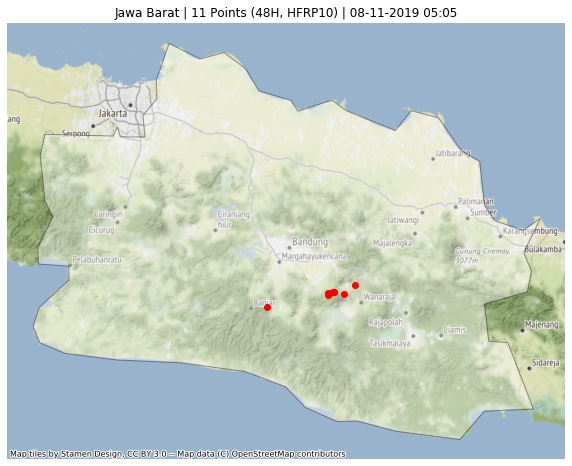 Jawa Barat | 11 Points (48H, HFRP10) | 08-11-2019 05:05
Jakarta
ang
Serpong
Jatibarang
Caringin
Cicurug
Ciranjang-
hilir
Palimanan
Sumber
Jatiwangi
Karangsembung
Bandung
Majalengka
Bulakamba
Margahayukencana
Gunung Ciremay,
3077m
Pelabuhanratu
Banjar
Wanaraja
Rajapolah
Majenang
Ciamis
Tasikmalaya
Sidareja
Map tiles by Stamen Design, CC BY 3.0 -- Map data (C) OpenStreetMap contributors